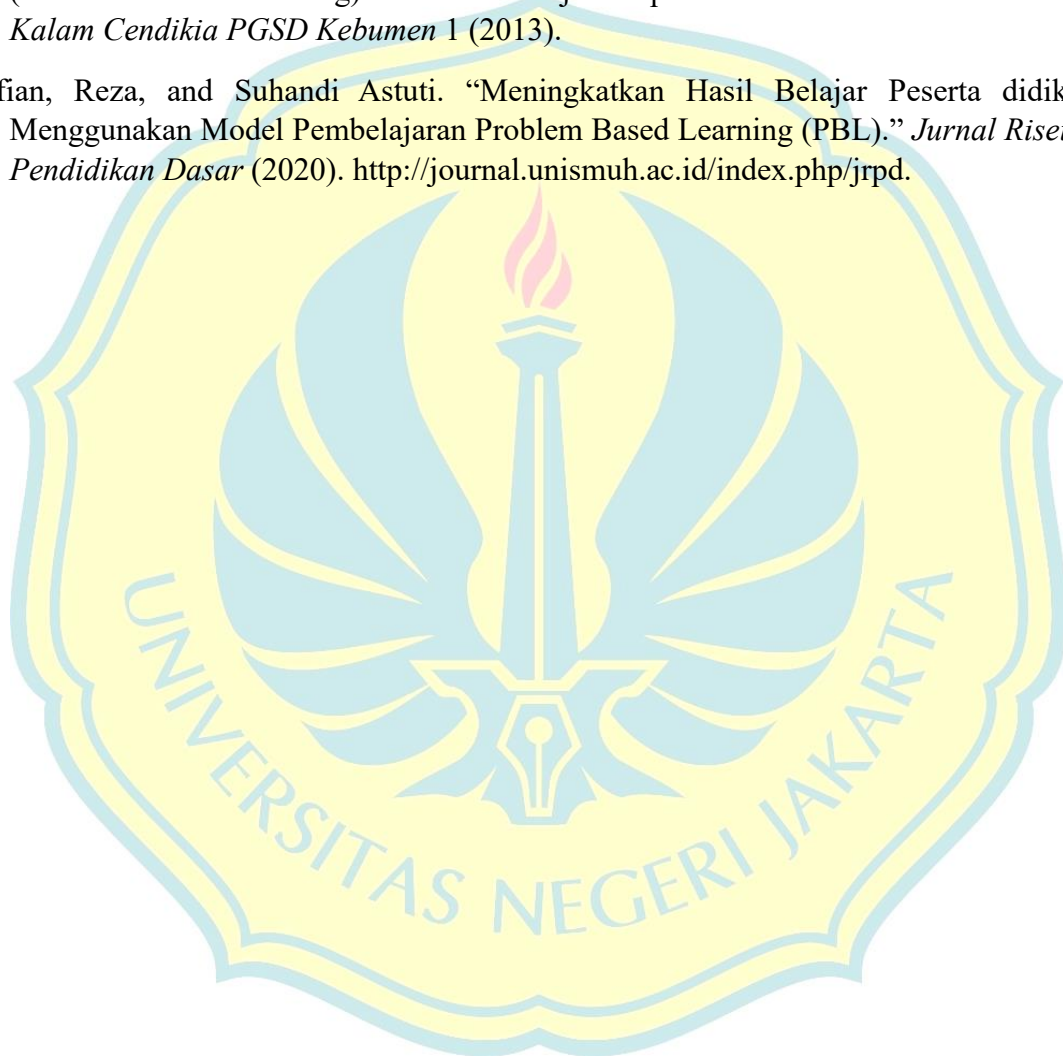 Kalam Cendikia PGSD Kebumen 1 (2013).
fian, Reza, and Suhandi Astuti. “Meningkatkan Hasil Belajar Peserta didik
Menggunakan Model Pembelajaran Problem Based Learning (PBL).” Jurnal Riset
Pendidikan Dasar (2020). http://journal.unismuh.ac.id/index.php/jrpd.
UNIVERSITAS NEGERI JAKARTA